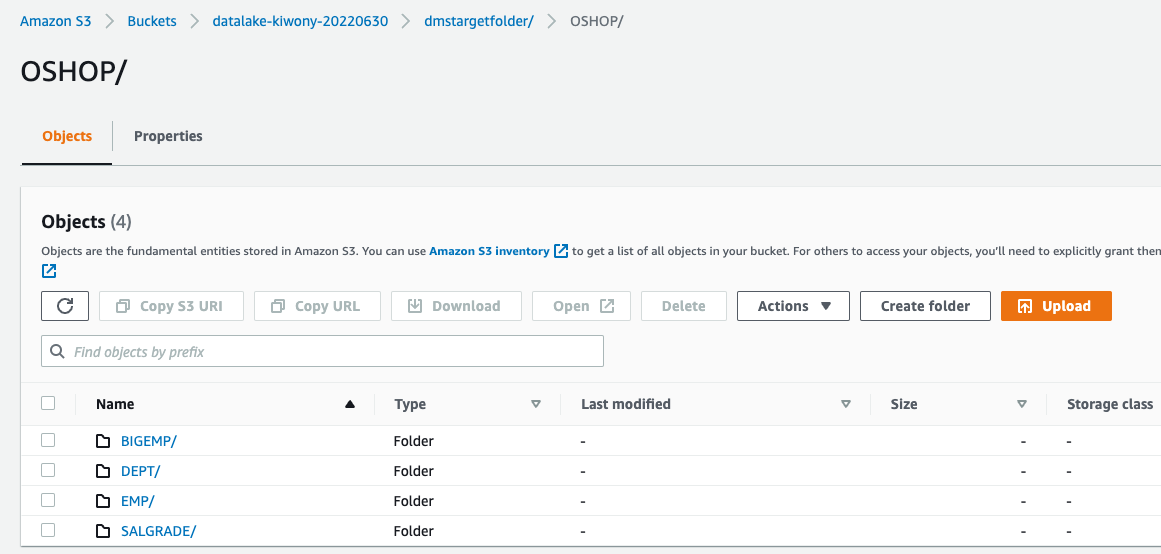 Amazon S3 > Buckets > datalake-kiwony-20220630 > dmstargetfolder/ > OSHOP/
OSHOP/
Objects Properties
Objects (4)
Objects are the fundamental entities stored in Amazon S3. You can use Amazon S3 inventory to get a list of all objects in your bucket. For others to access your objects, you'll need to explicitly grant them
Copy S3 URI Copy URL Download Open Delete Actions Create folder Upload
Find objects by prefix
Name Type Last modified Size Storage class
BIGEMP/ Folder - - -
DEPT/ Folder - - -
EMP/ Folder - - -
SALGRADE/ Folder - - -